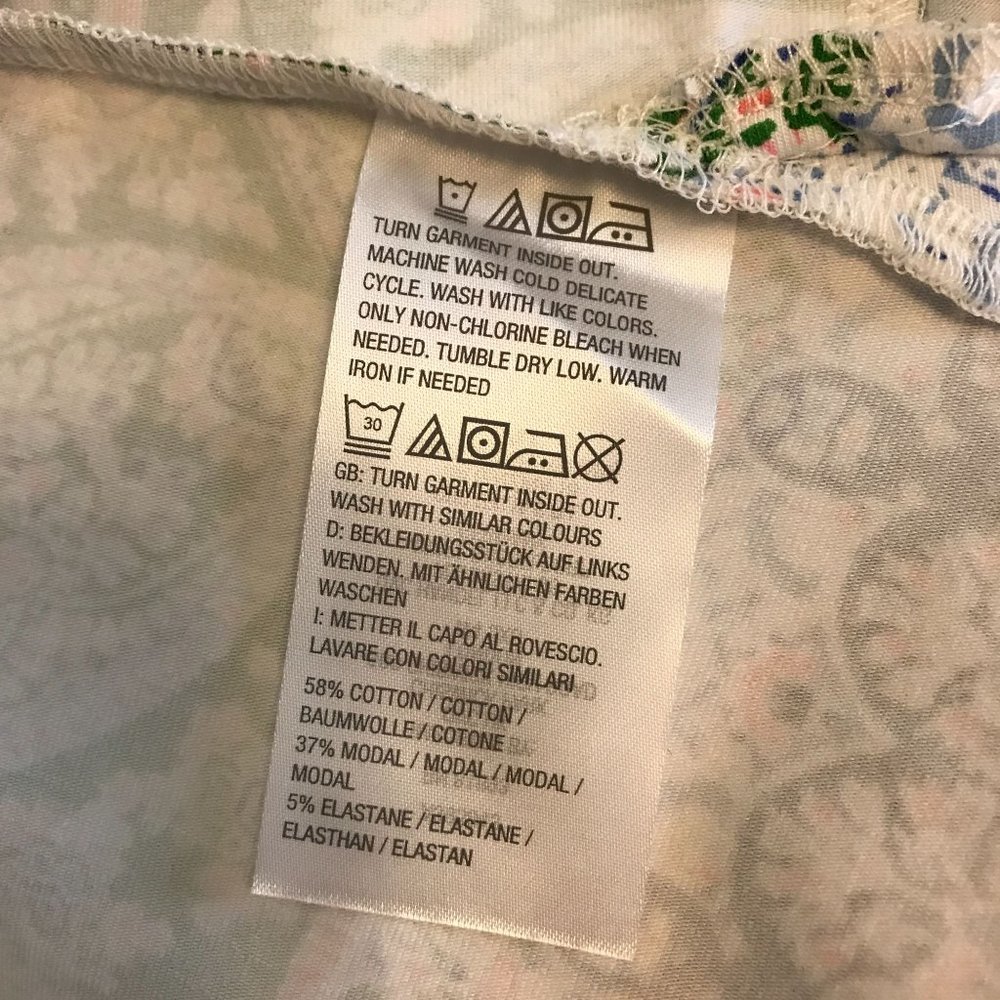 TURN GARMENT INSIDE OUT.
MACHINE WASH COLD DELICATE
CYCLE. WASH WITH LIKE COLORS.
ONLY NON-CHLORINE BLEACH WHEN
NEEDED. TUMBLE DRY LOW. WARM
IRON IF NEEDED
30
GB: TURN GARMENT INSIDE OUT.
WASH WITH SIMILAR COLOURS
D: BEKLEIDUNGSSTÜCK AUF LINKS
WENDEN. MIT ÄHNLICHEN FARBEN
WASCHEN
I: METTER IL CAPO AL ROVESCIO.
LAVARE CON COLORI SIMILARI
58% COTTON / COTTON /
BAUMWOLLE / COTONE
37% MODAL / MODAL / MODAL /
MODAL
5% ELASTANE / ELASTANE /
ELASTHAN / ELASTAN